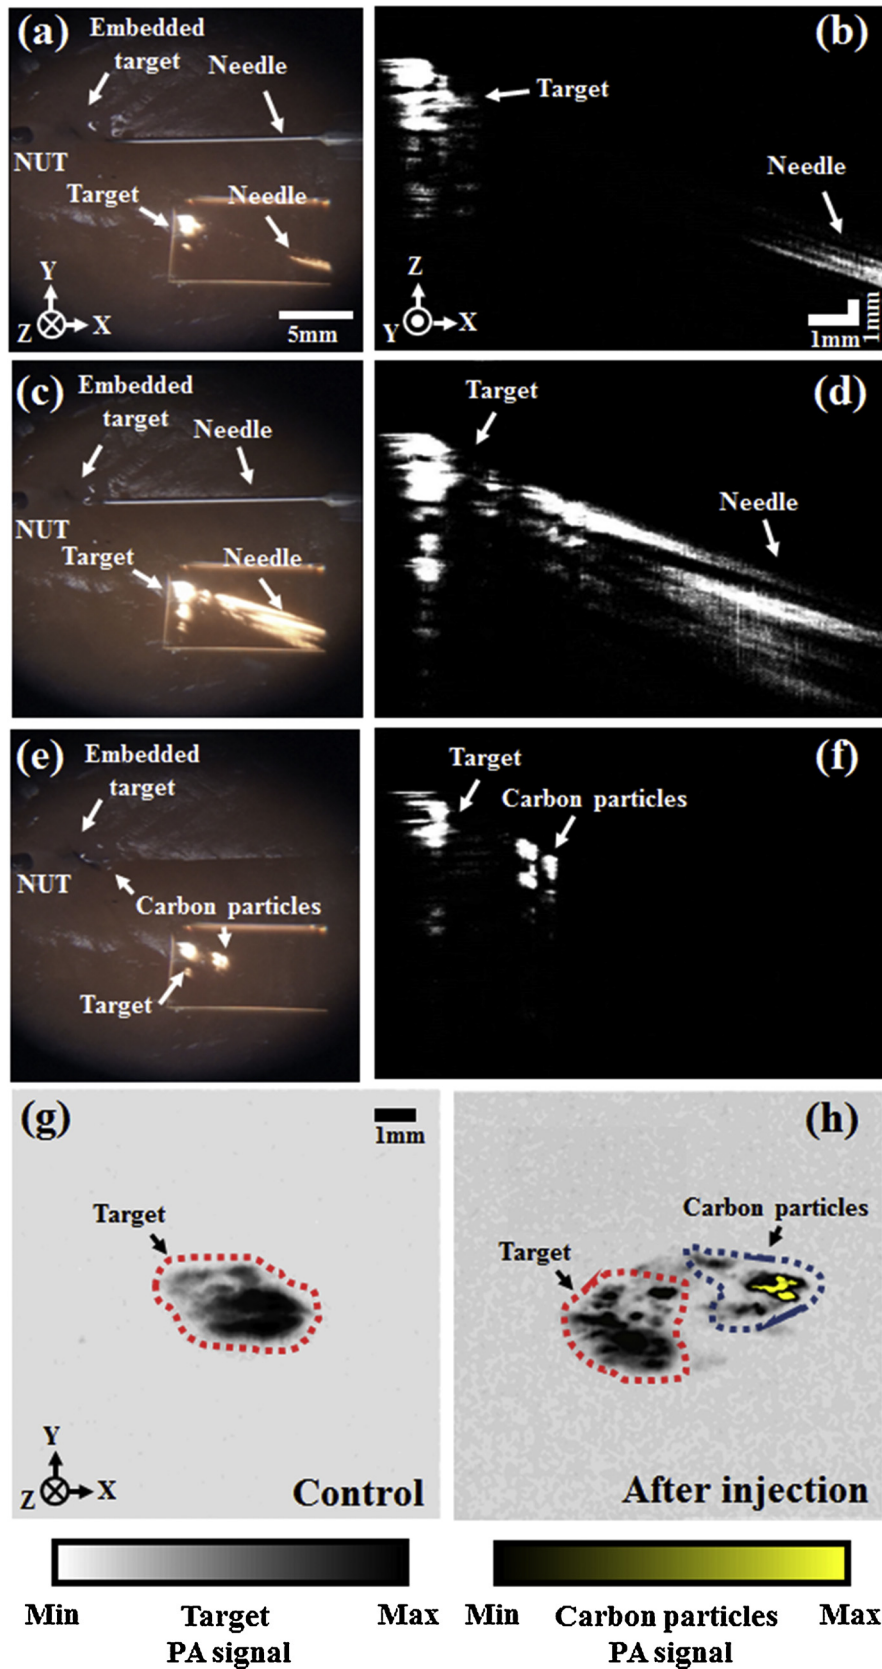 (a)
Embedded
target
Needle
NUT
Target
Needle
Y
Z
X
5mm
(b)
Target
Needle
Z
Y
X
1mm
1mm
(c)
Embedded
target
Needle
NUT
Target
Needle
(d)
Target
Needle
(e)
Embedded
target
NUT
Carbon particles
Target
(f)
Target
Carbon particles
(g)
1mm
Target
Y
Z
X
Control
(h)
Carbon particles
Target
After injection
Min
Target
Max
PA signal
Min
Carbon particles
Max
PA signal